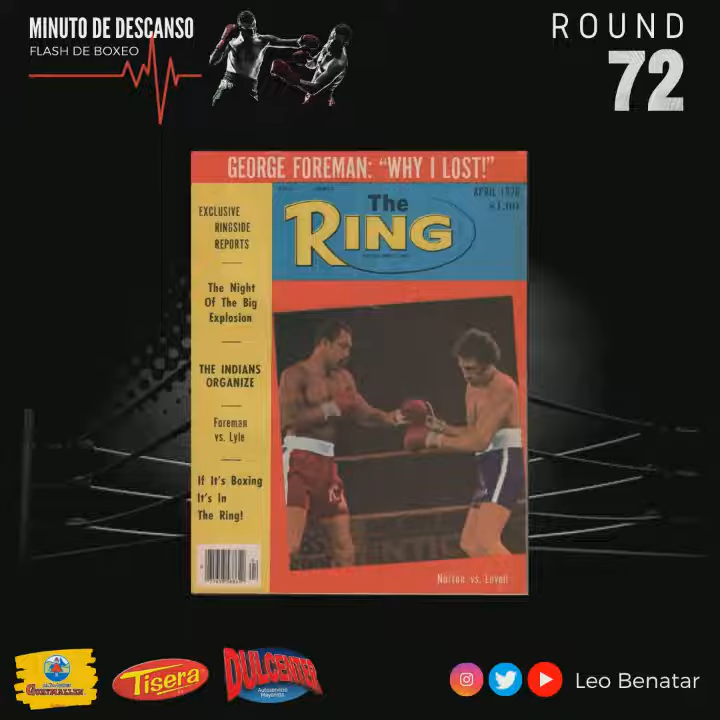 MINUTO DE DESCANSO
FLASH DE BOXEO
ROUND
72
GEORGE FOREMAN: "WHY I LOST!"
APRIL 1976
$1.00
The
RING
EXCLUSIVE
RINGSIDE
REPORTS
The Night
Of The Big
Explosion
THE INDIANS
ORGANIZE
Foreman
vs. Lyle
If It's Boxing
It's In
The Ring!
Norton vs. Lovell
Tisera
DULCENTER
Autoservicio
Mayorista
Leo Benatar